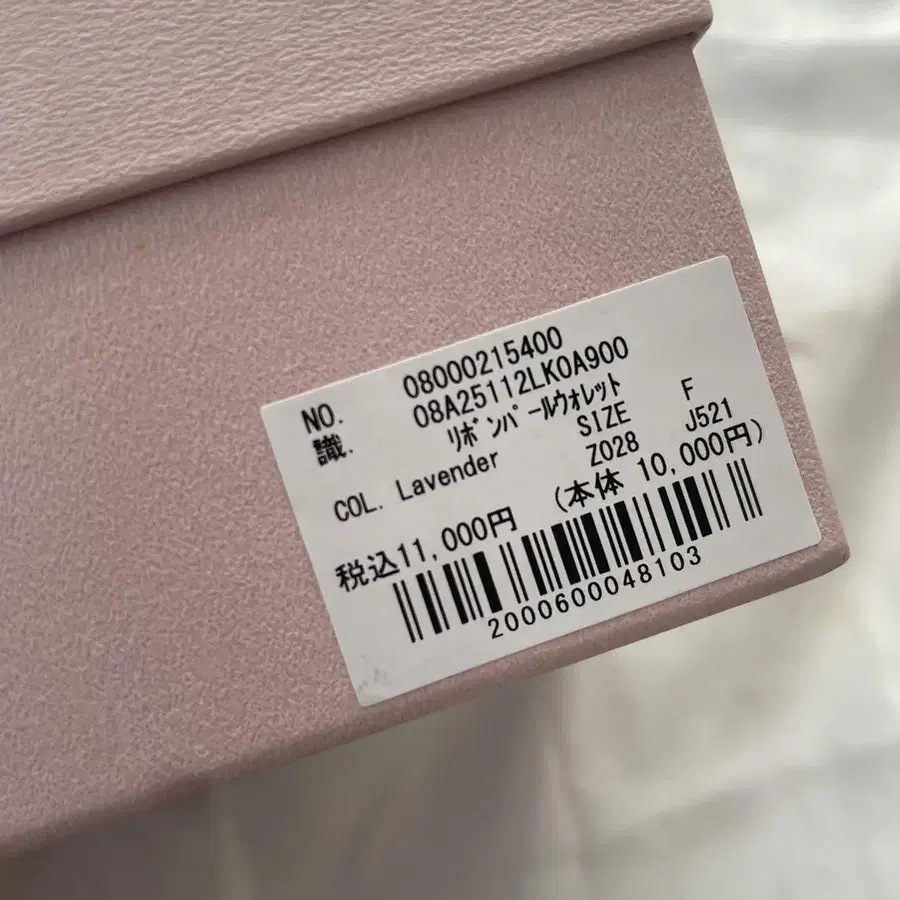 NO. 08000215400
識. 08A25112LK0A900
リボンパールウォレット
COL. Lavender SIZE F
Z028 J521
税込11,000円 (本体 10,000円)
2000600048103